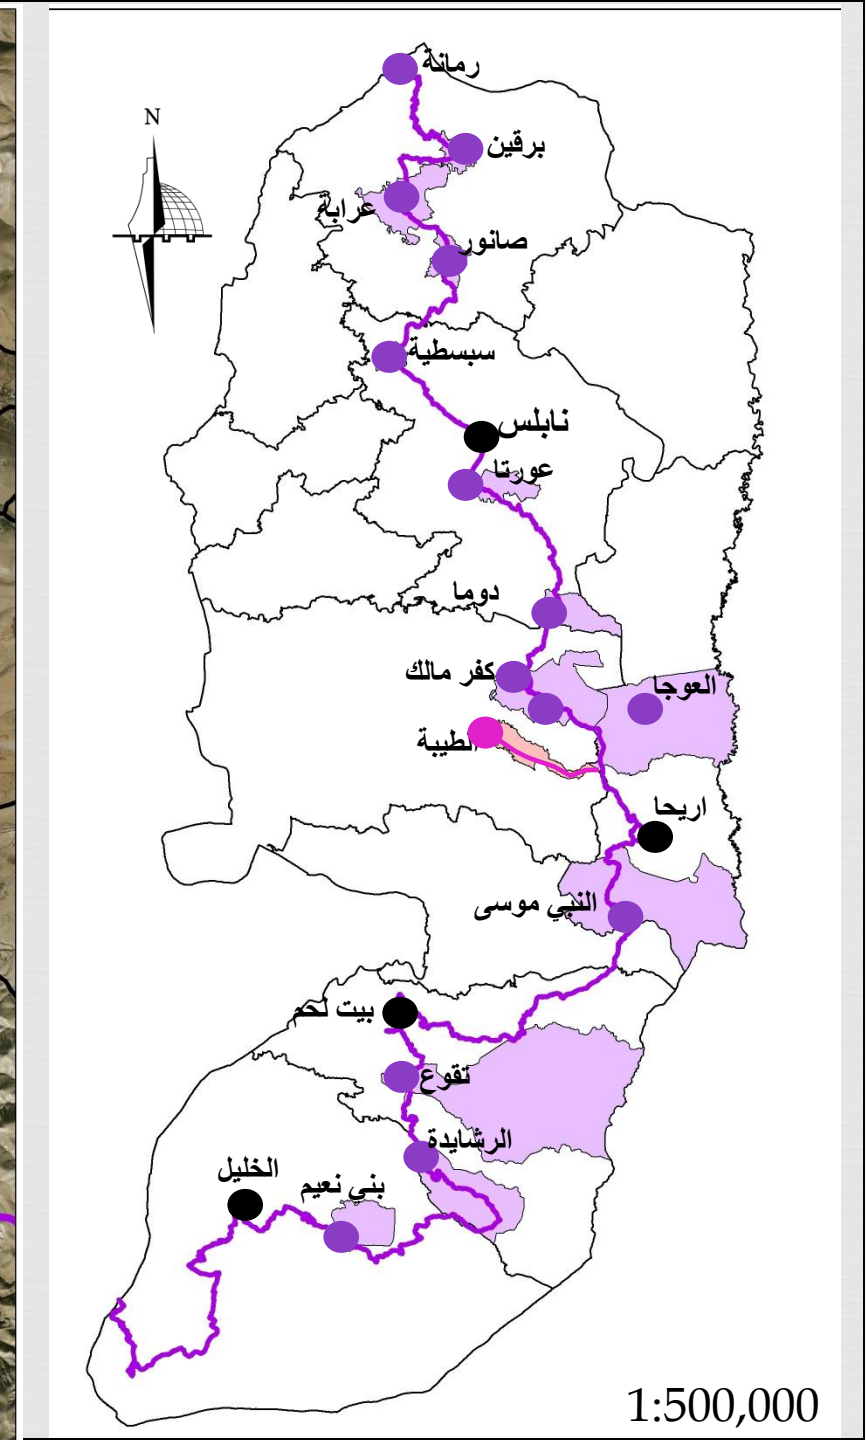 رمانة
N
برقين
عرابة
صانور
سبسطية
نابلس
عورتا
دوما
كفر مالك
العوجا
الطيبة
اريحا
النبي موسى
بيت لحم
تقوع
الرشايدة
الخليل
بني نعيم
1:500,000